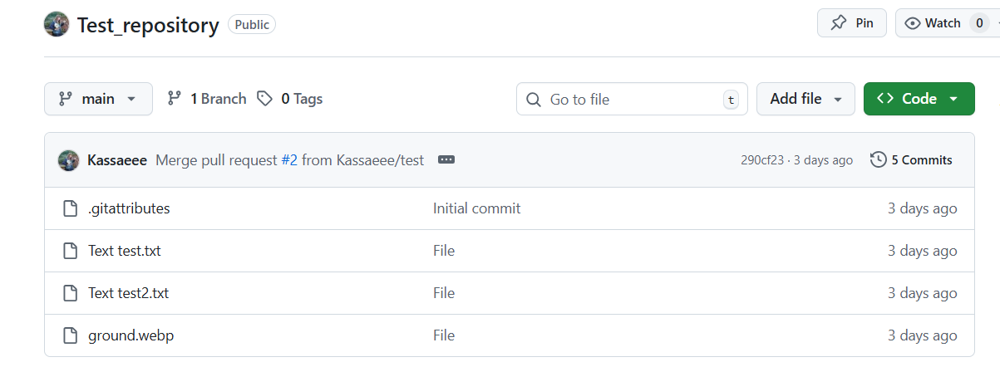 Test_repository Public Pin Watch 0
main 1 Branch 0 Tags Go to file t Add file Code
Kassaeee Merge pull request #2 from Kassaeee/test 290cf23 · 3 days ago 5 Commits
.gitattributes Initial commit 3 days ago
Text test.txt File 3 days ago
Text test2.txt File 3 days ago
ground.webp File 3 days ago